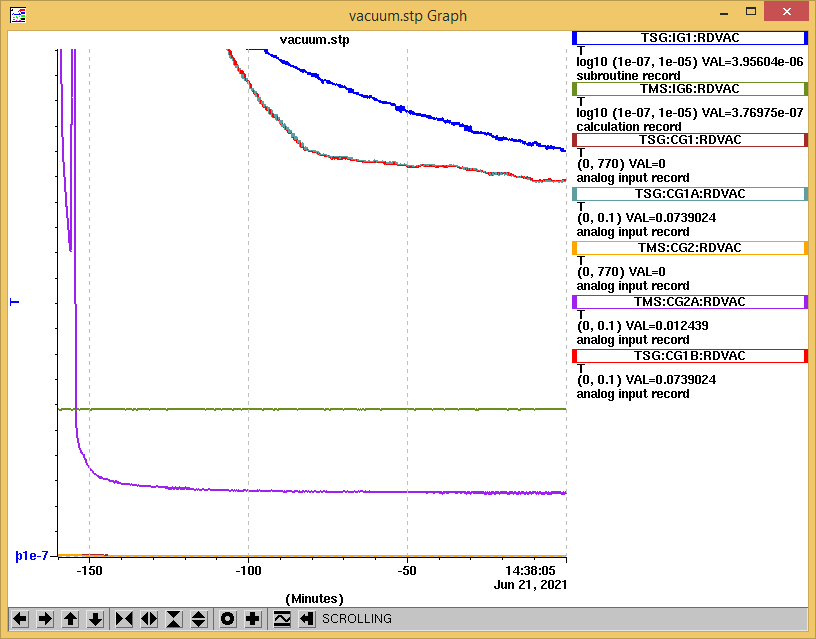 vacuum.stp Graph
vacuum.stp
T
1e-7
-150
-100
-50
14:38:05
Jun 21, 2021
(Minutes)
TSG:IG1:RDVAC
T
log10 (1e-07, 1e-05) VAL=3.95604e-06
subroutine record
TMS:IG6:RDVAC
T
log10 (1e-07, 1e-05) VAL=3.76975e-07
calculation record
TSG:CG1:RDVAC
T
(0, 770) VAL=0
analog input record
TSG:CG1A:RDVAC
T
(0, 0.1) VAL=0.0739024
analog input record
TMS:CG2:RDVAC
T
(0, 770) VAL=0
analog input record
TMS:CG2A:RDVAC
T
(0, 0.1) VAL=0.012439
analog input record
TSG:CG1B:RDVAC
T
(0, 0.1) VAL=0.0739024
analog input record
SCROLLING